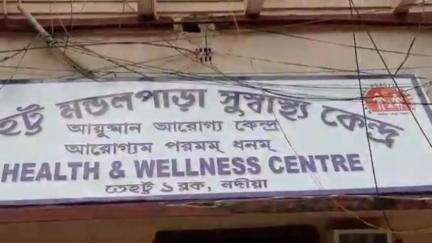 হট্ট মন্ডলপাড়া সুস্বাস্থ্য কেন্দ্র
আয়ুষ্মান আরোগ্য কেন্দ্র
আরোগ্যম পরমম্ ধনম্
HEALTH & WELLNESS CENTRE
তেহট্ট ১ ব্লক, নদীয়া